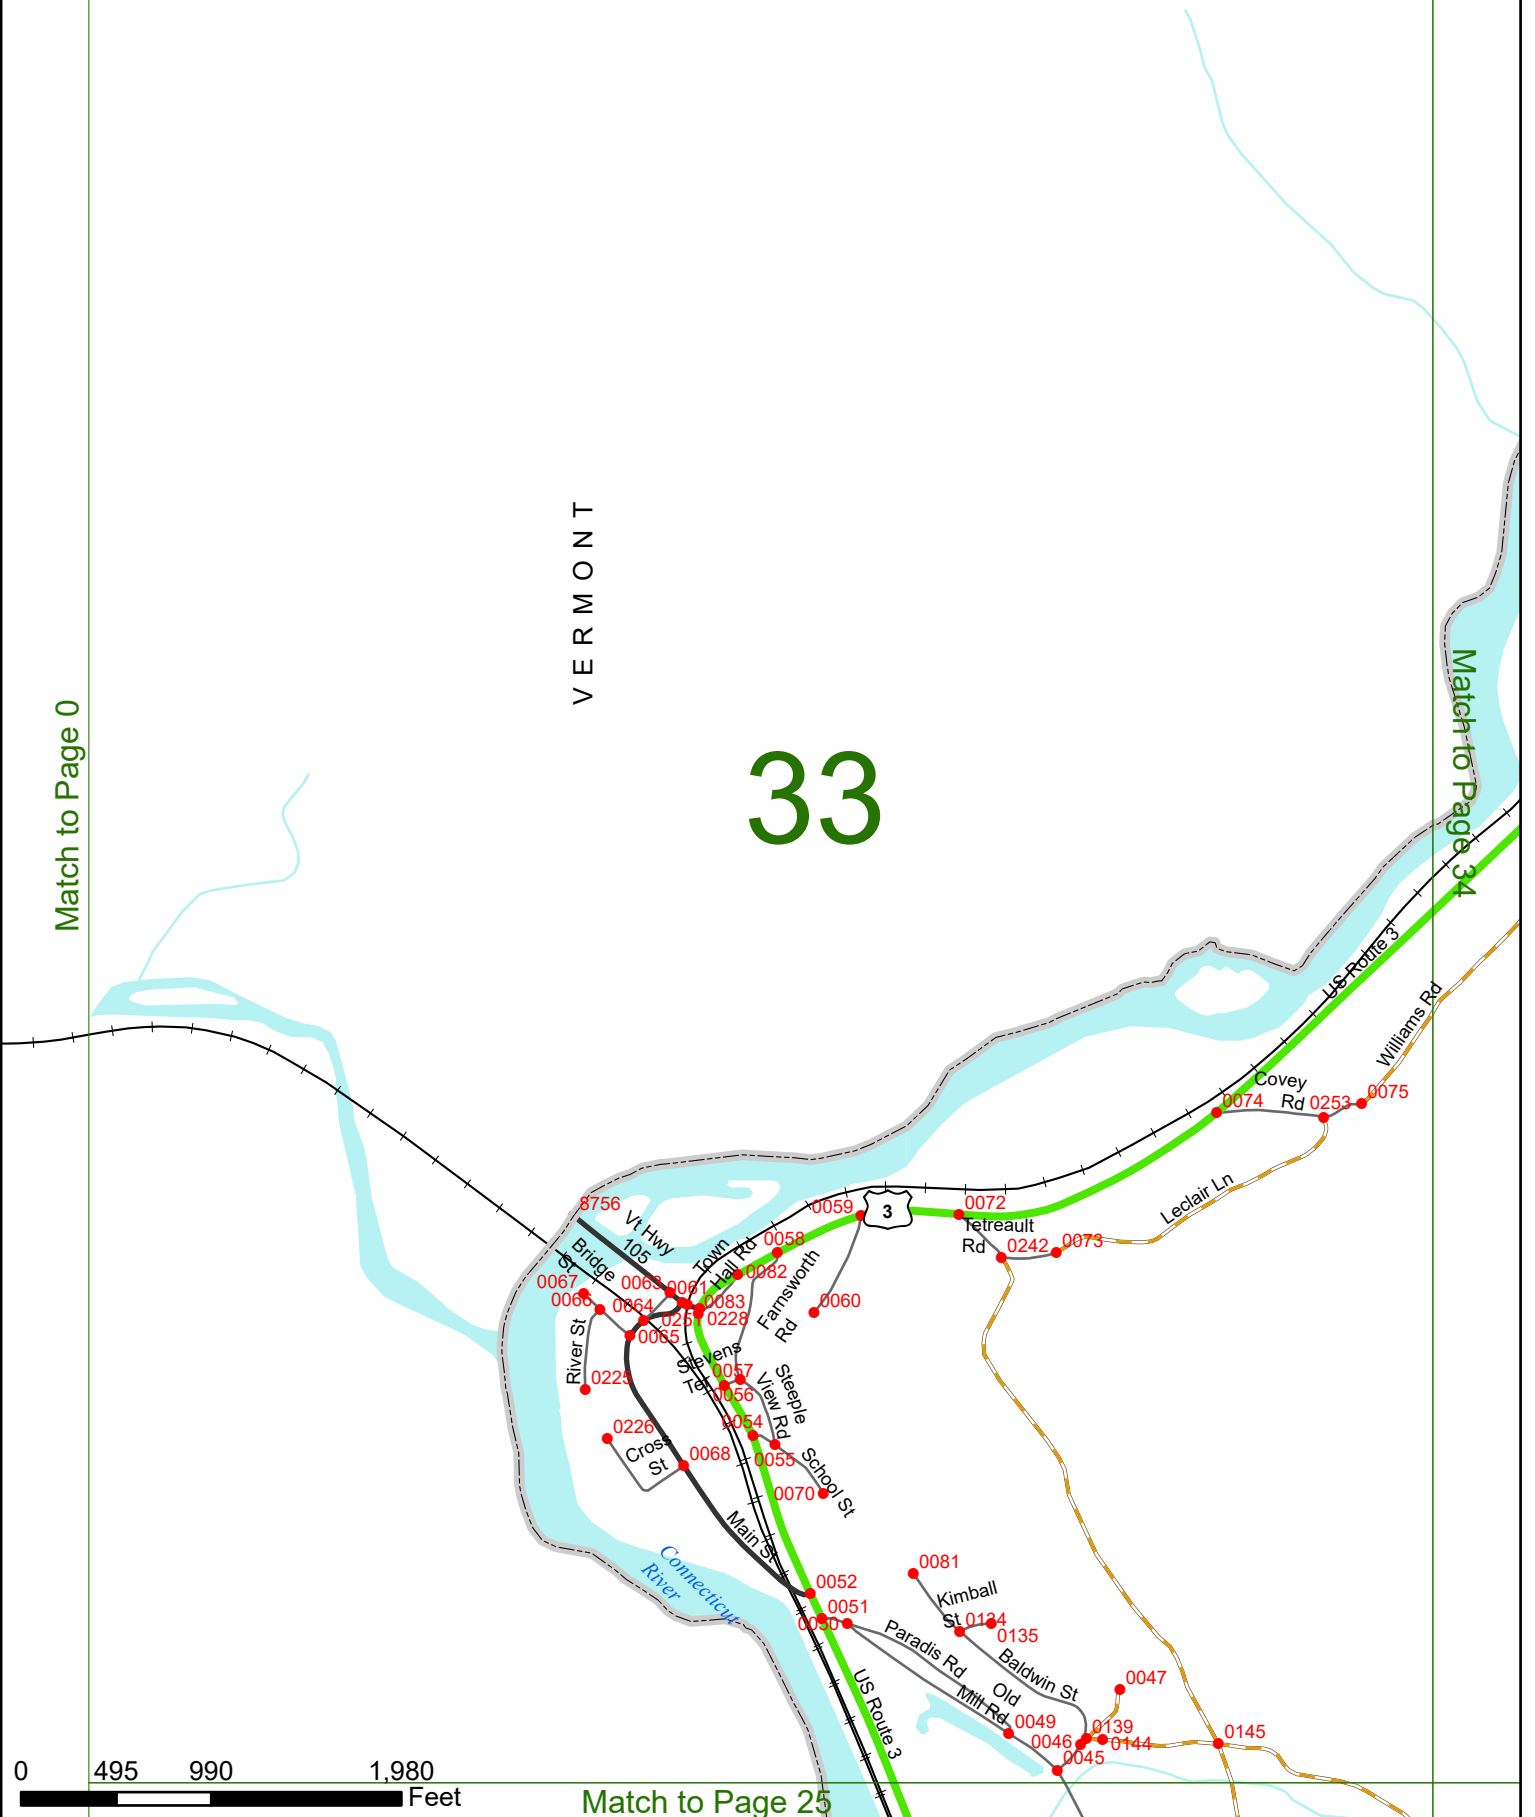 VERMONT
33
Match to Page 0
Match to Page 34
US Route 3
Williams Rd
Covey
Rd
0074
0253
0075
Leclair Ln
8756
Vt Hwy
105
Bridge
St
0059
3
0072
Tetreault
Rd
0242
0073
Town
Hall Rd
0058
0082
0067
0066
0063
0061
0064
0083
0228
0065
Farnsworth
Rd
0060
River St
0225
Stevens
Ter
0057
0056
Steeple
View Rd
0054
0055
0226
Cross
St
0068
School St
0070
Main St
Connecticut
River
0052
0051
0050
0081
Kimball
St
0134
0135
Paradis Rd
Baldwin St
Old
Mill Rd
US Route 3
0047
0049
0139
0046
0144
0145
0045
0 495 990 1,980
Feet
Match to Page 25